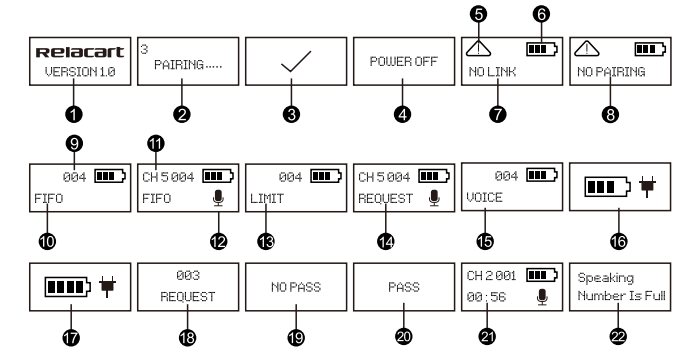 5
6
Relacart
VERSION 1.0
3
PAIRING.....
POWER OFF
NO LINK
NO PAIRING
1
2
3
4
7
8
9
11
004
FIFO
CH 5 004
FIFO
004
LIMIT
CH 5 004
REQUEST
004
VOICE
10
12
13
14
15
16
003
REQUEST
NO PASS
PASS
CH 2 001
00:56
Speaking
Number Is Full
17
18
19
20
21
22